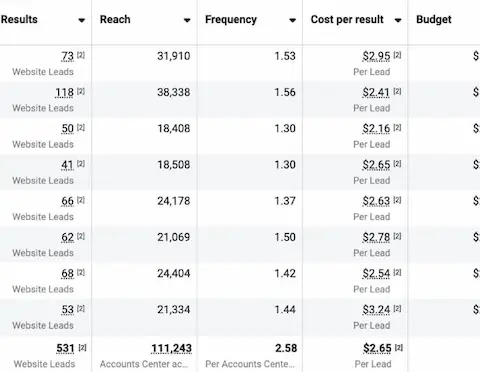 Results Reach Frequency Cost per result Budget
73 [2] 31,910 1.53 $2.95 [2] $
Website Leads Per Lead
118 [2] 38,338 1.56 $2.41 [2] $
Website Leads Per Lead
50 [2] 18,408 1.30 $2.16 [2] $
Website Leads Per Lead
41 [2] 18,508 1.30 $2.65 [2] $
Website Leads Per Lead
66 [2] 24,178 1.37 $2.63 [2] $
Website Leads Per Lead
62 [2] 21,069 1.50 $2.78 [2] $
Website Leads Per Lead
68 [2] 24,404 1.42 $2.54 [2] $
Website Leads Per Lead
53 [2] 21,334 1.44 $3.24 [2] $
Website Leads Per Lead
531 [2] 111,243 2.58 $2.65 [2]
Website Leads Accounts Center ac... Per Accounts Cente... Per Lead